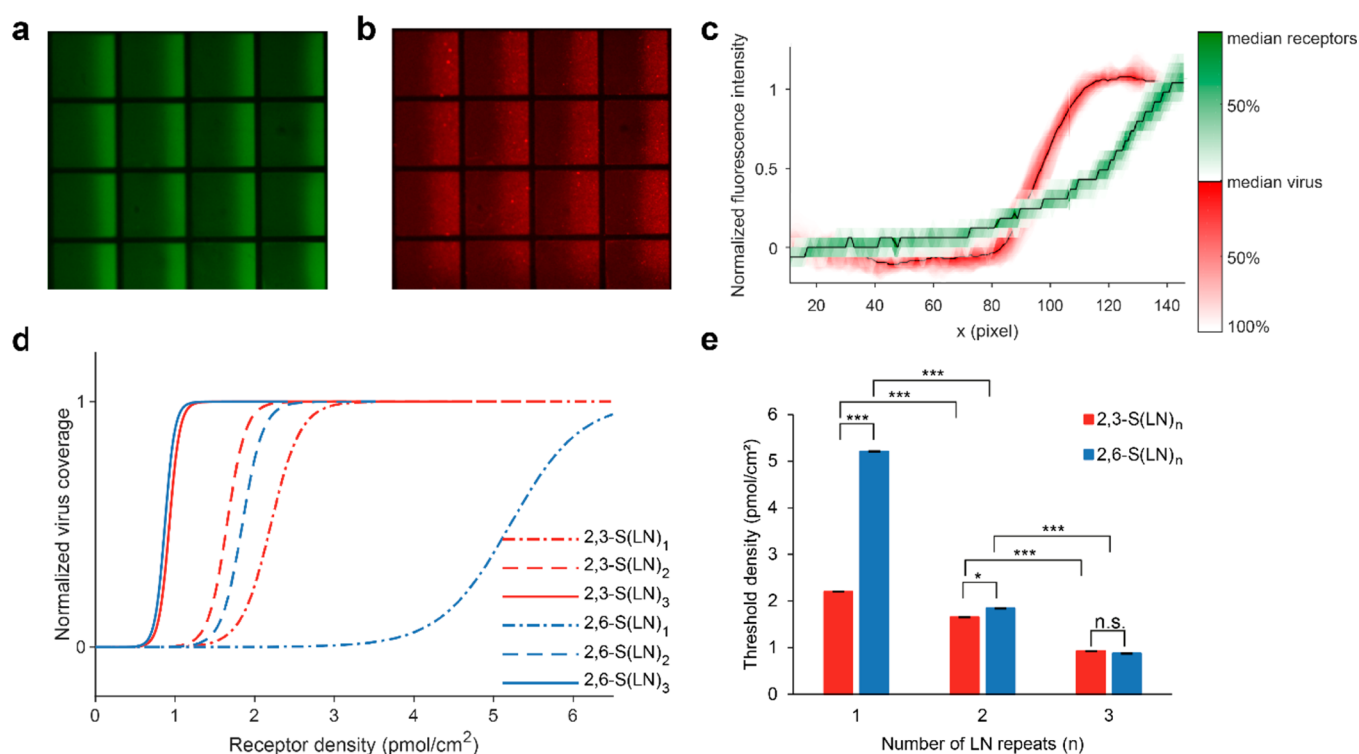 a
b
c
Normalized fluorescence intensity
1
0.5
0
20 40 60 80 100 120 140
x (pixel)
median receptors
50%
median virus
50%
100%
d
Normalized virus coverage
1
0
0 1 2 3 4 5 6
Receptor density (pmol/cm²)
2,3-S(LN)₁
2,3-S(LN)₂
2,3-S(LN)₃
2,6-S(LN)₁
2,6-S(LN)₂
2,6-S(LN)₃
e
Threshold density (pmol/cm²)
6
5
4
3
2
1
0
***
***
***
***
***
*
n.s.
2,3-S(LN)ₙ
2,6-S(LN)ₙ
1 2 3
Number of LN repeats (n)